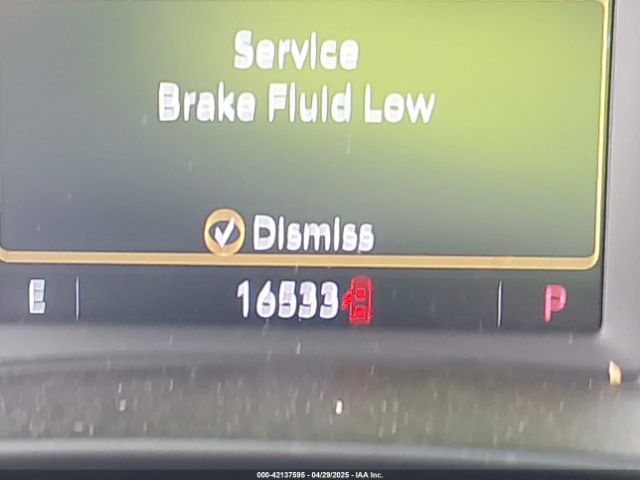 Service
Brake Fluid Low
Dismiss
E 16533 P
000-42137595 - 04/29/2025 - IAA Inc.